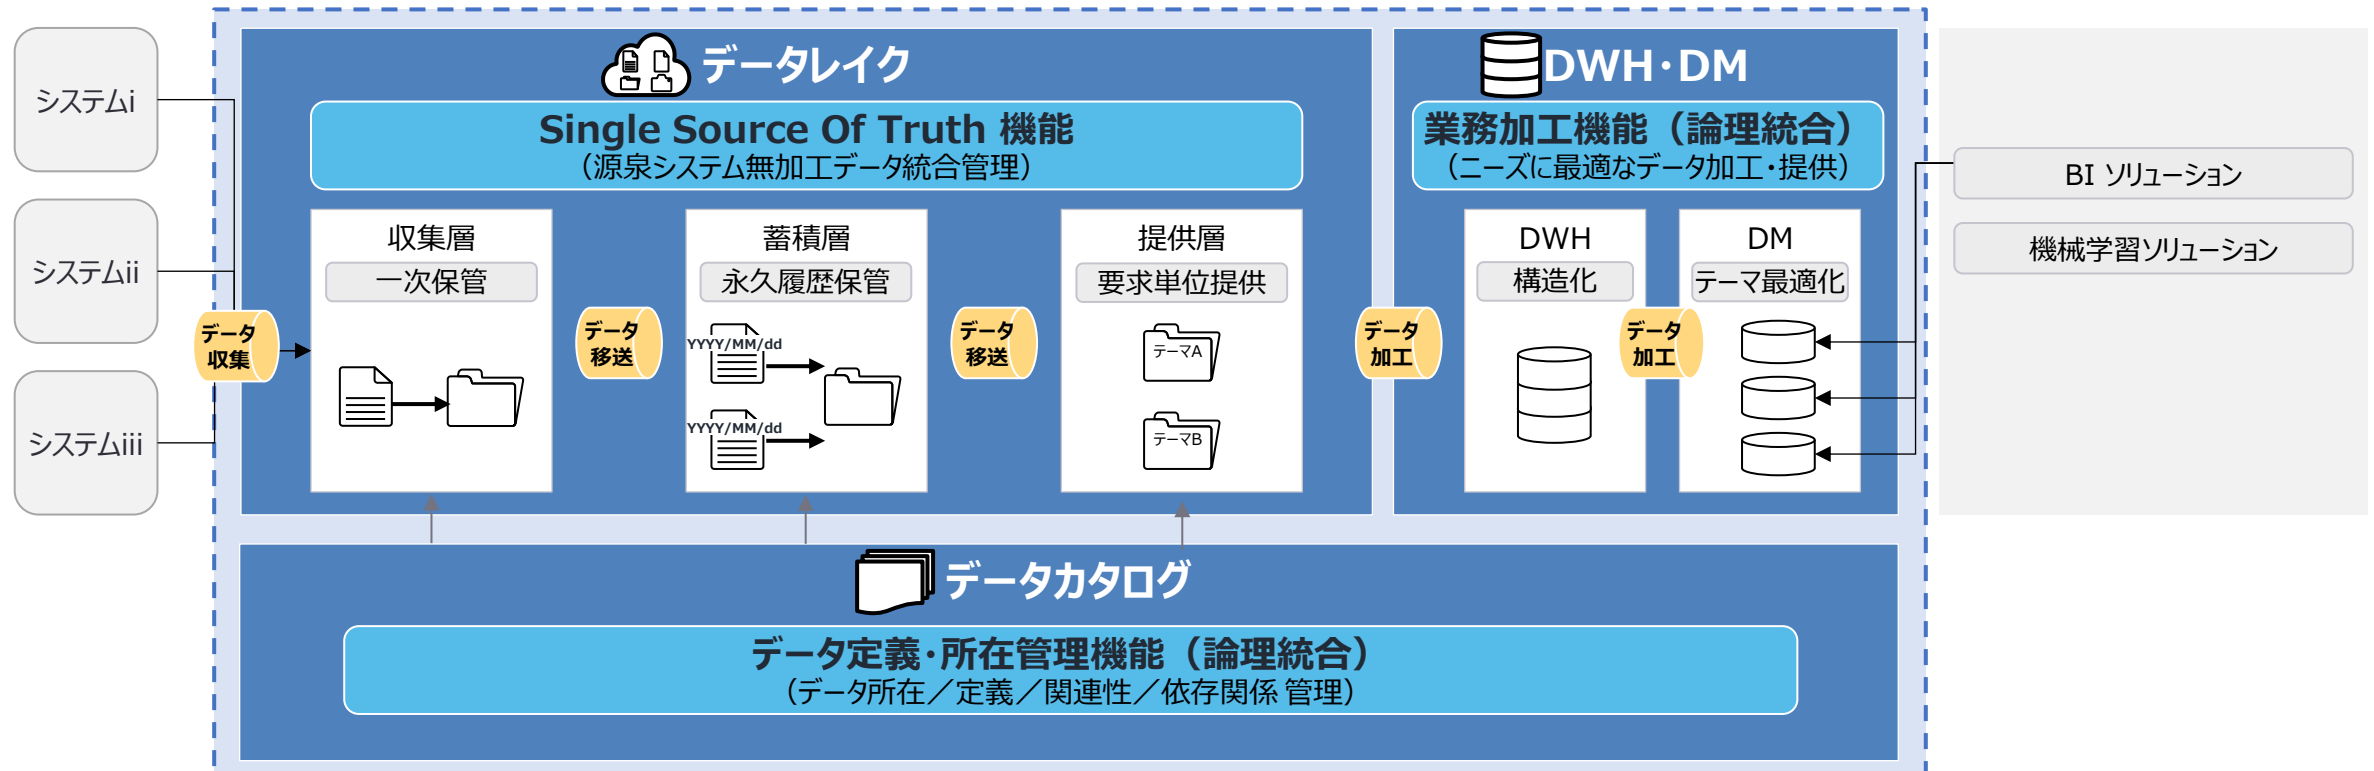 システムi
システムii
システムiii
データ
収集
データレイク
Single Source Of Truth 機能
（源泉システム無加工データ統合管理）
収集層
一次保管
データ
移送
蓄積層
永久履歴保管
YYYY/MM/dd
YYYY/MM/dd
データ
移送
提供層
要求単位提供
テーマA
テーマB
データ
加工
DWH・DM
業務加工機能（論理統合）
（ニーズに最適なデータ加工・提供）
DWH
構造化
データ
加工
DM
テーマ最適化
BI ソリューション
機械学習ソリューション
データカタログ
データ定義・所在管理機能（論理統合）
（データ所在／定義／関連性／依存関係 管理）